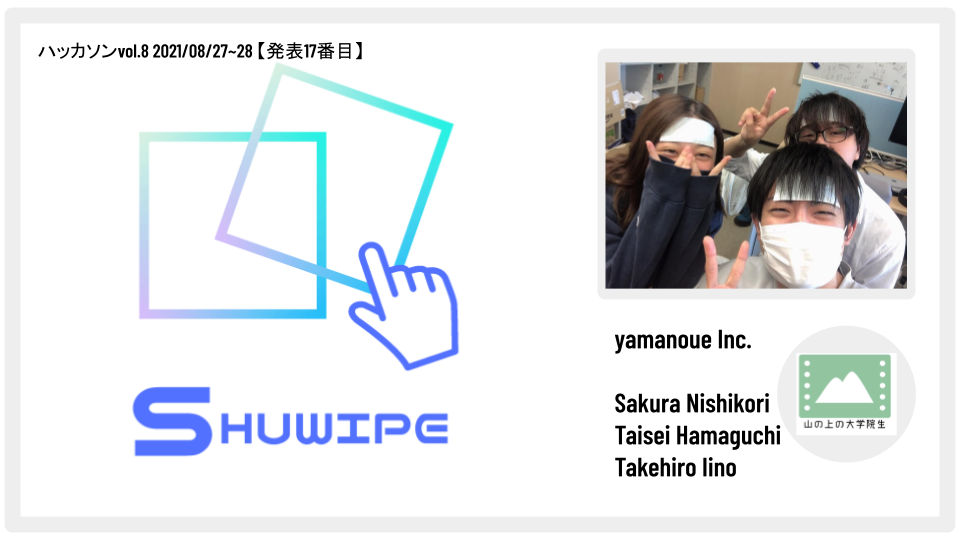 ハッカソンvol.8 2021/08/27~28 【発表17番目】
SHUWIPE
yamanoue Inc.
Sakura Nishikori
Taisei Hamaguchi
Takehiro Iino
山の上の大学院生